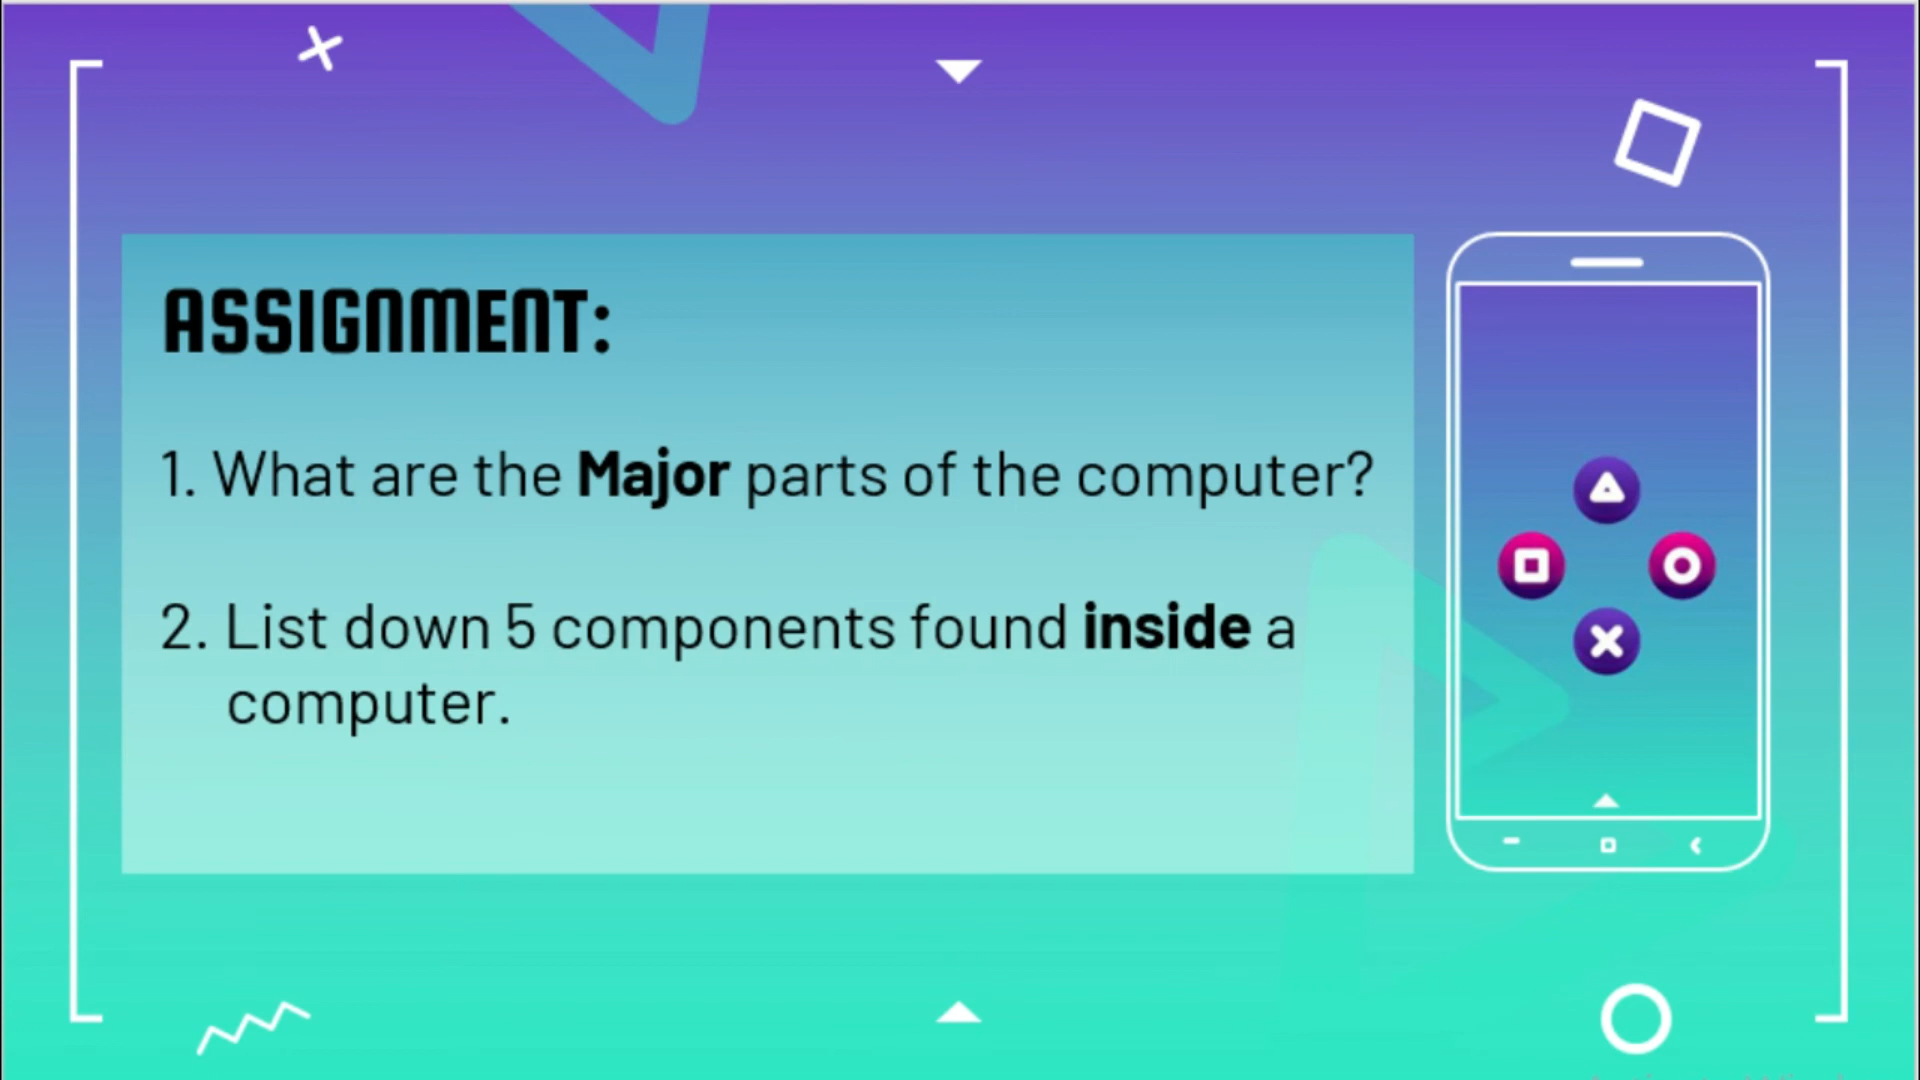 ASSIGNMENT:
1. What are the Major parts of the computer?
2. List down 5 components found inside a
computer.